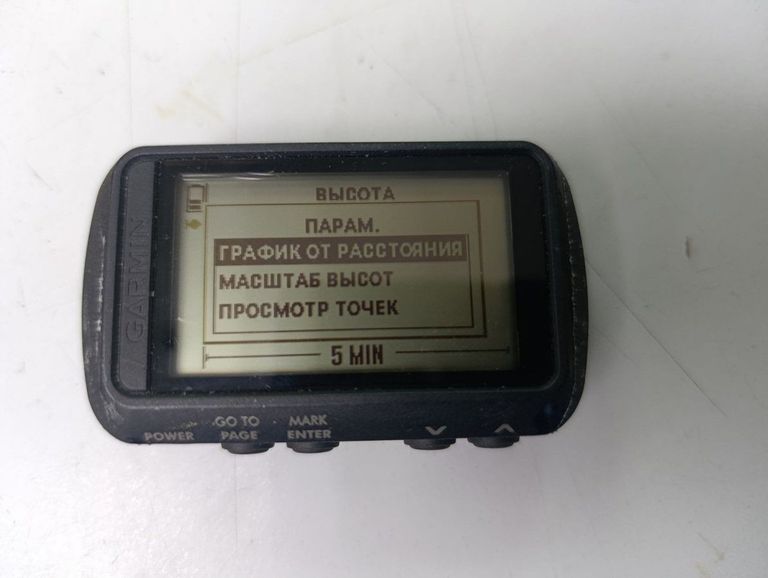 GARMIN
ВЫСОТА
ПАРАМ.
ГРАФИК ОТ РАССТОЯНИЯ
МАСШТАБ ВЫСОТ
ПРОСМОТР ТОЧЕК
5 MIN
POWER
GO TO
PAGE
MARK
ENTER